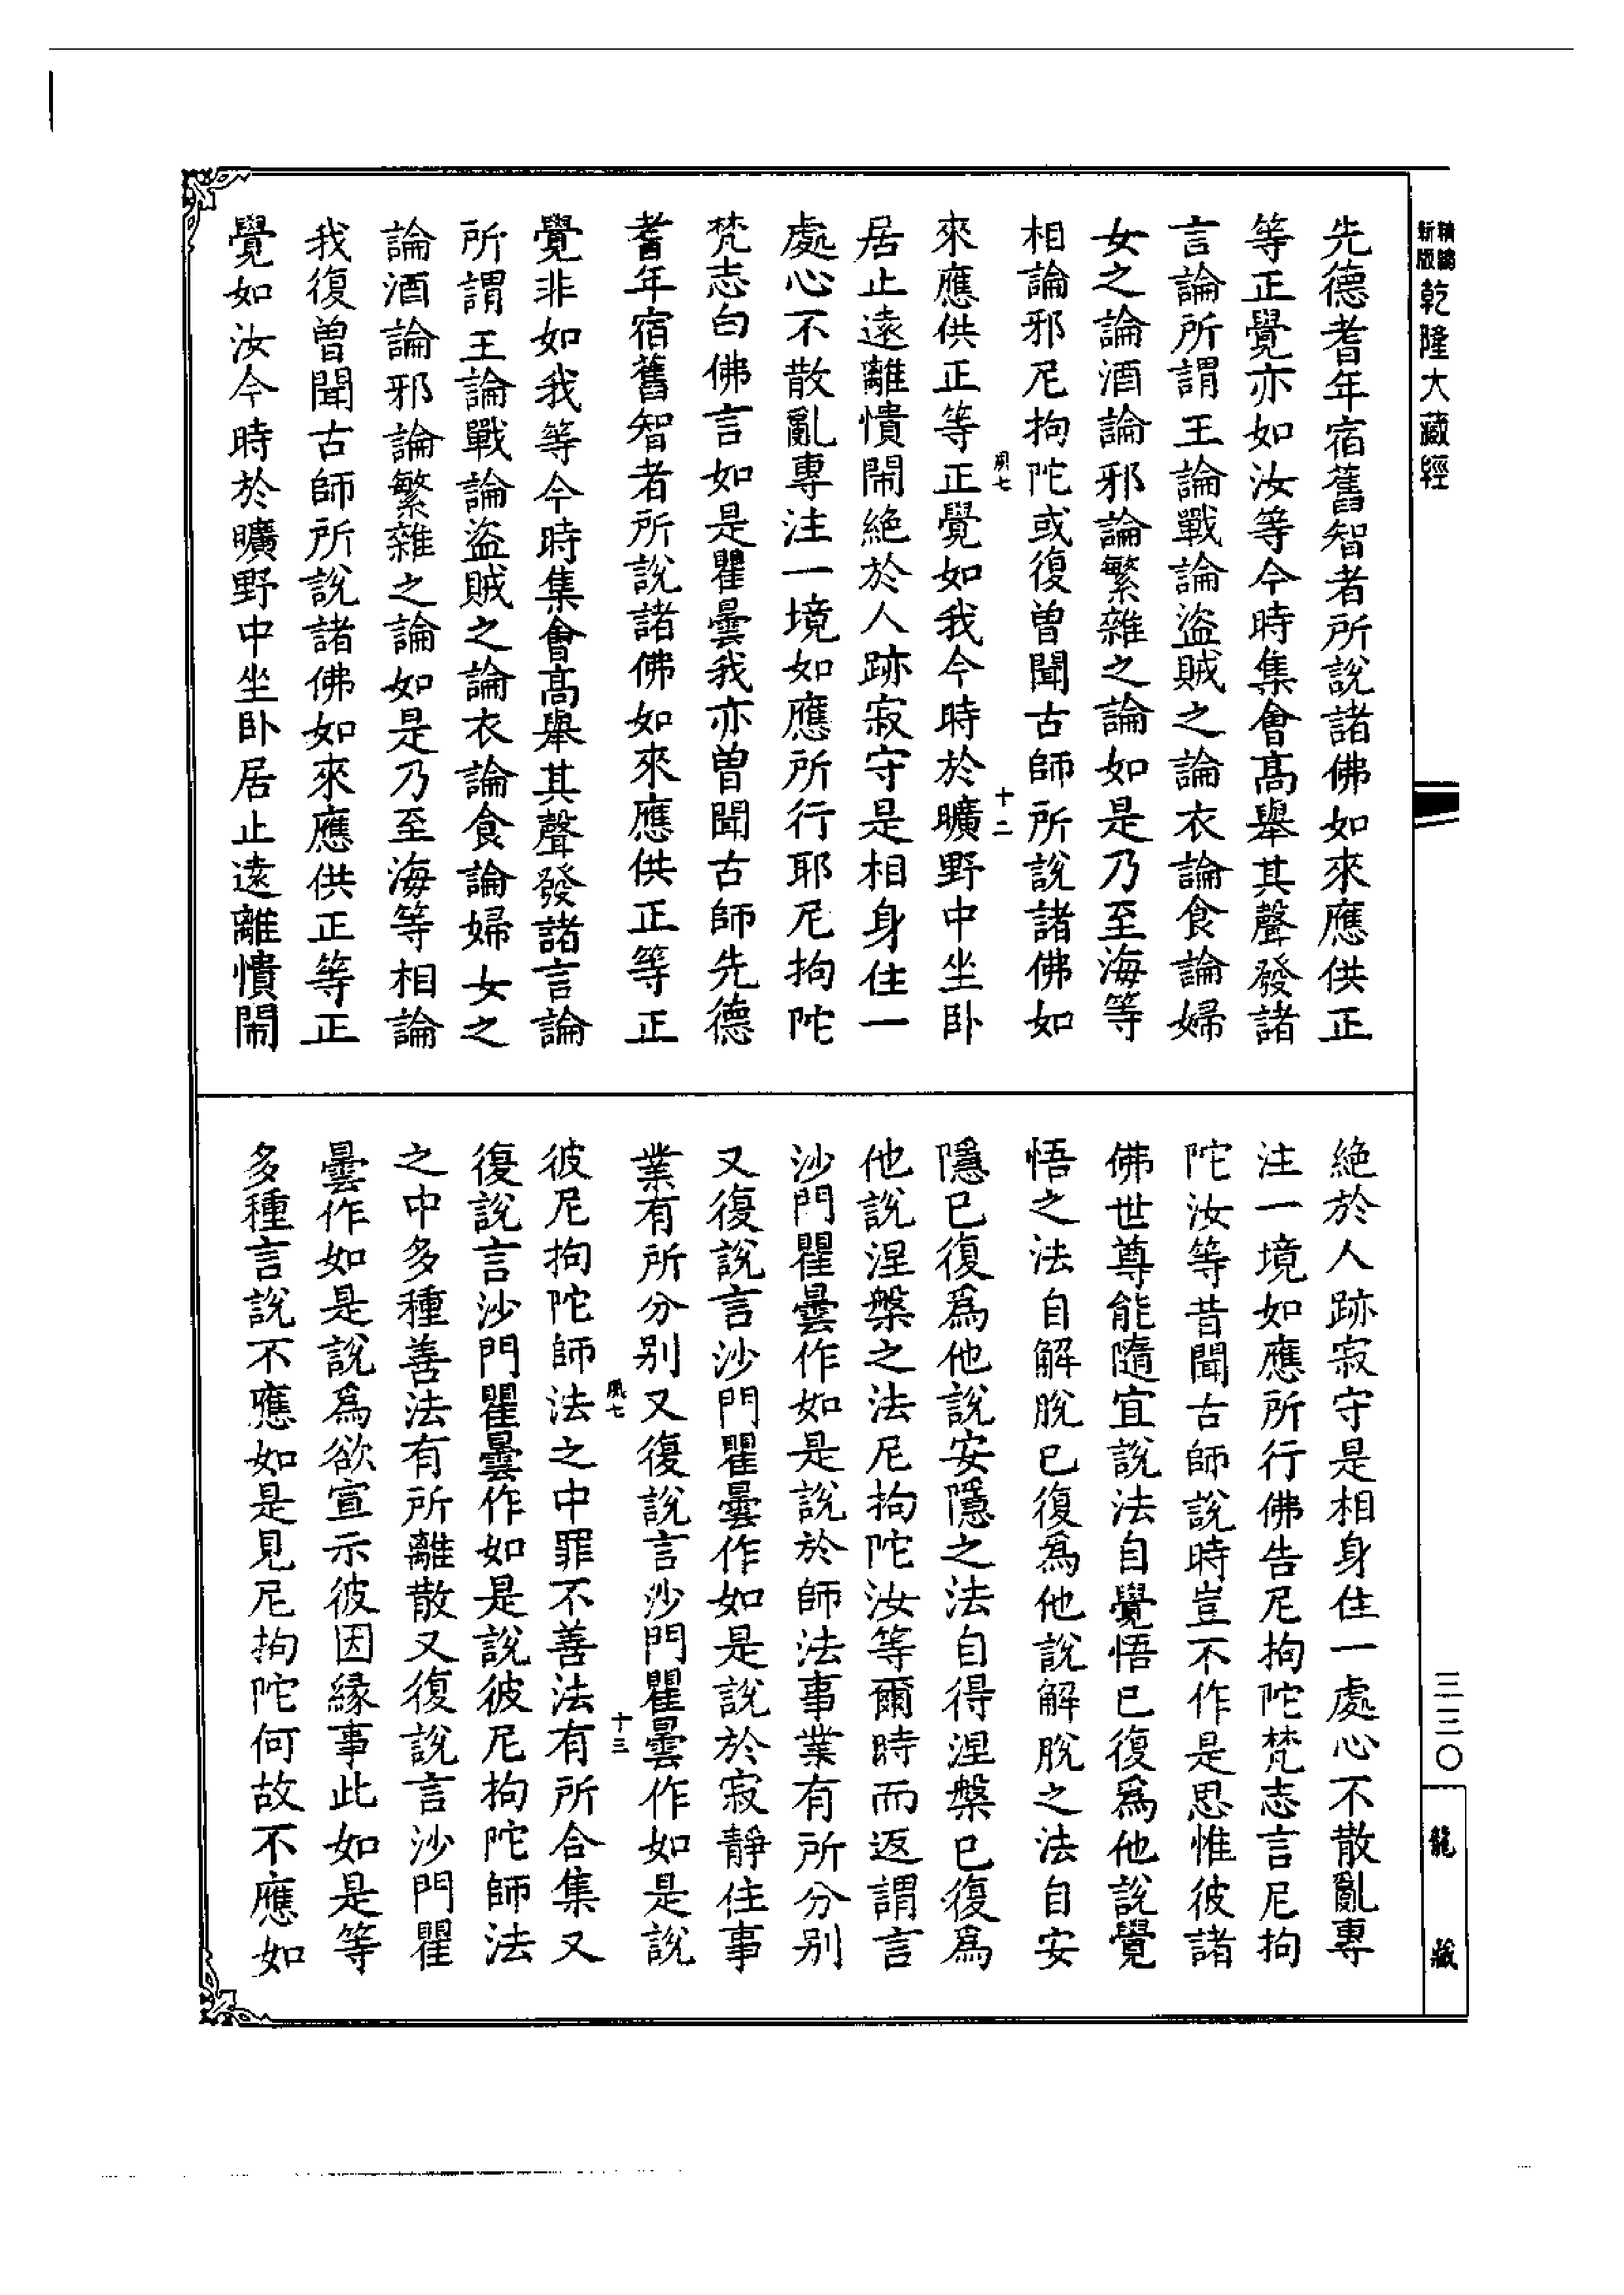 新版
精編
乾隆大藏經
先德耆年宿舊智者所說諸佛如來應供正
等正覺亦如汝等今時集會高舉其聲發諸
言論所謂王論戰論盜賊之論衣論食論婦
女之論酒論邪論繁雜之論如是乃至海等
相論邪尼拘陀或復曾聞古師所說諸佛如
風七
十二
來應供正等正覺如我今時於曠野中坐卧
居止遠離憒閙絕於人跡寂守是相身住一
處心不散亂專注一境如應所行耶尼拘陀
梵志白佛言如是瞿曇我亦曾聞古師先德
耆年宿舊智者所說諸佛如來應供正等正
覺非如我等今時集會高舉其聲發諸言論
所謂王論戰論盜賊之論衣論食論婦女之
論酒論邪論繁雜之論如是乃至海等相論
我復曾聞古師所說諸佛如來應供正等正
覺如汝今時於曠野中坐卧居止遠離憒閙
絕於人跡寂守是相身住一處心不散亂專
注一境如應所行佛告尼拘陀梵志言尼拘
陀汝等昔聞古師說時豈不作是思惟彼諸
佛世尊能隨宜說法自覺悟已復爲他說覺
悟之法自解脫已復爲他說解脫之法自安
隱已復爲他說安隱之法自得涅槃已復爲
他說涅槃之法尼拘陀汝等爾時而返謂言
沙門瞿曇作如是說於師法事業有所分別
又復說言沙門瞿曇作如是說於寂靜住事
業有所分別又復說言沙門瞿曇作如是說
風七
十三
彼尼拘陀師法之中罪不善法有所合集又
復說言沙門瞿曇作如是說彼尼拘陀師法
之中多種善法有所離散又復說言沙門瞿
曇作如是說爲欲宣示彼因緣事此如是等
多種言說不應如是見尼拘陀何故不應如
三三〇
龍藏